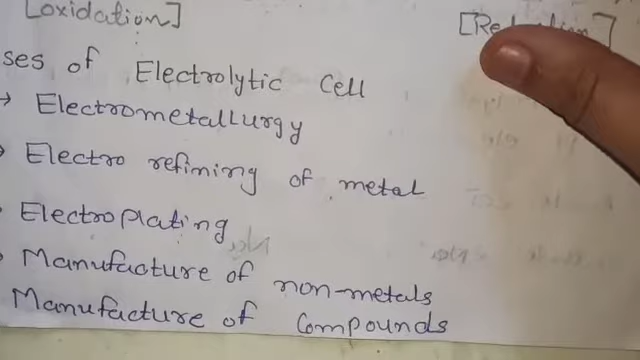 [oxidation]
ses of Electrolytic Cell
→ Electrometallurgy
Electro refining of metal
Electroplating
Manufacture of non-metals
Manufacture of Compounds